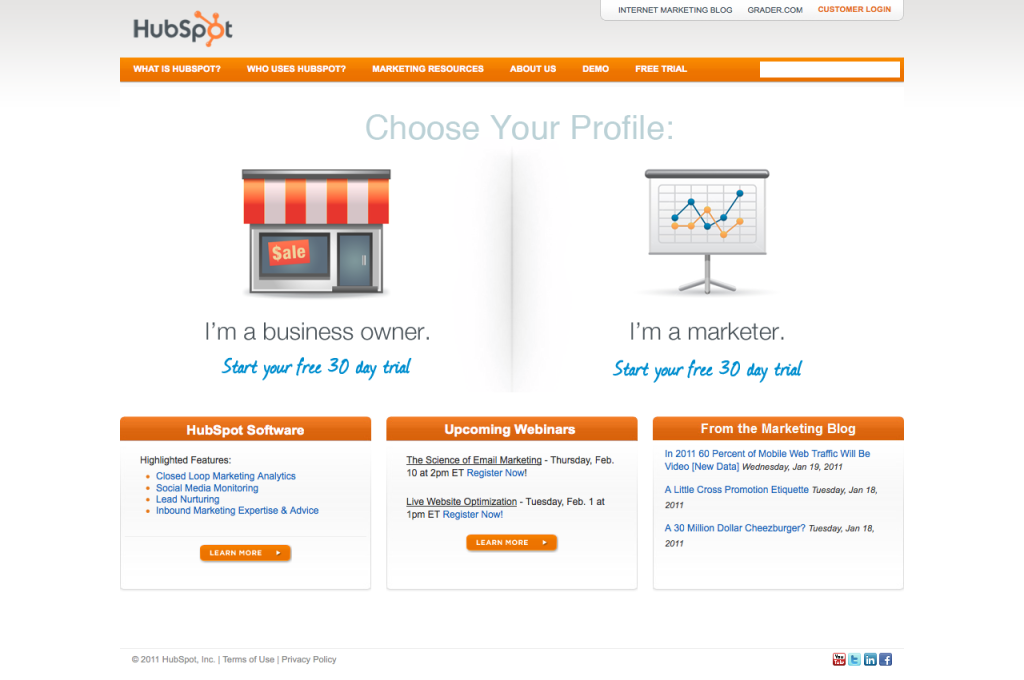 INTERNET MARKETING BLOG GRADER.COM CUSTOMER LOGIN
HubSpot
WHAT IS HUBSPOT? WHO USES HUBSPOT? MARKETING RESOURCES ABOUT US DEMO FREE TRIAL
Choose Your Profile:
Sale
I'm a business owner.
Start your free 30 day trial
I'm a marketer.
Start your free 30 day trial
HubSpot Software
Highlighted Features:
Closed Loop Marketing Analytics
Social Media Monitoring
Lead Nurturing
Inbound Marketing Expertise & Advice
LEARN MORE
Upcoming Webinars
The Science of Email Marketing - Thursday, Feb.
10 at 2pm ET Register Now!
Live Website Optimization - Tuesday, Feb. 1 at
1pm ET Register Now!
LEARN MORE
From the Marketing Blog
In 2011 60 Percent of Mobile Web Traffic Will Be
Video [New Data] Wednesday, Jan 19, 2011
A Little Cross Promotion Etiquette Tuesday, Jan 18,
2011
A 30 Million Dollar Cheezburger? Tuesday, Jan 18,
2011
© 2011 HubSpot, Inc. | Terms of Use | Privacy Policy
You Tube t in f